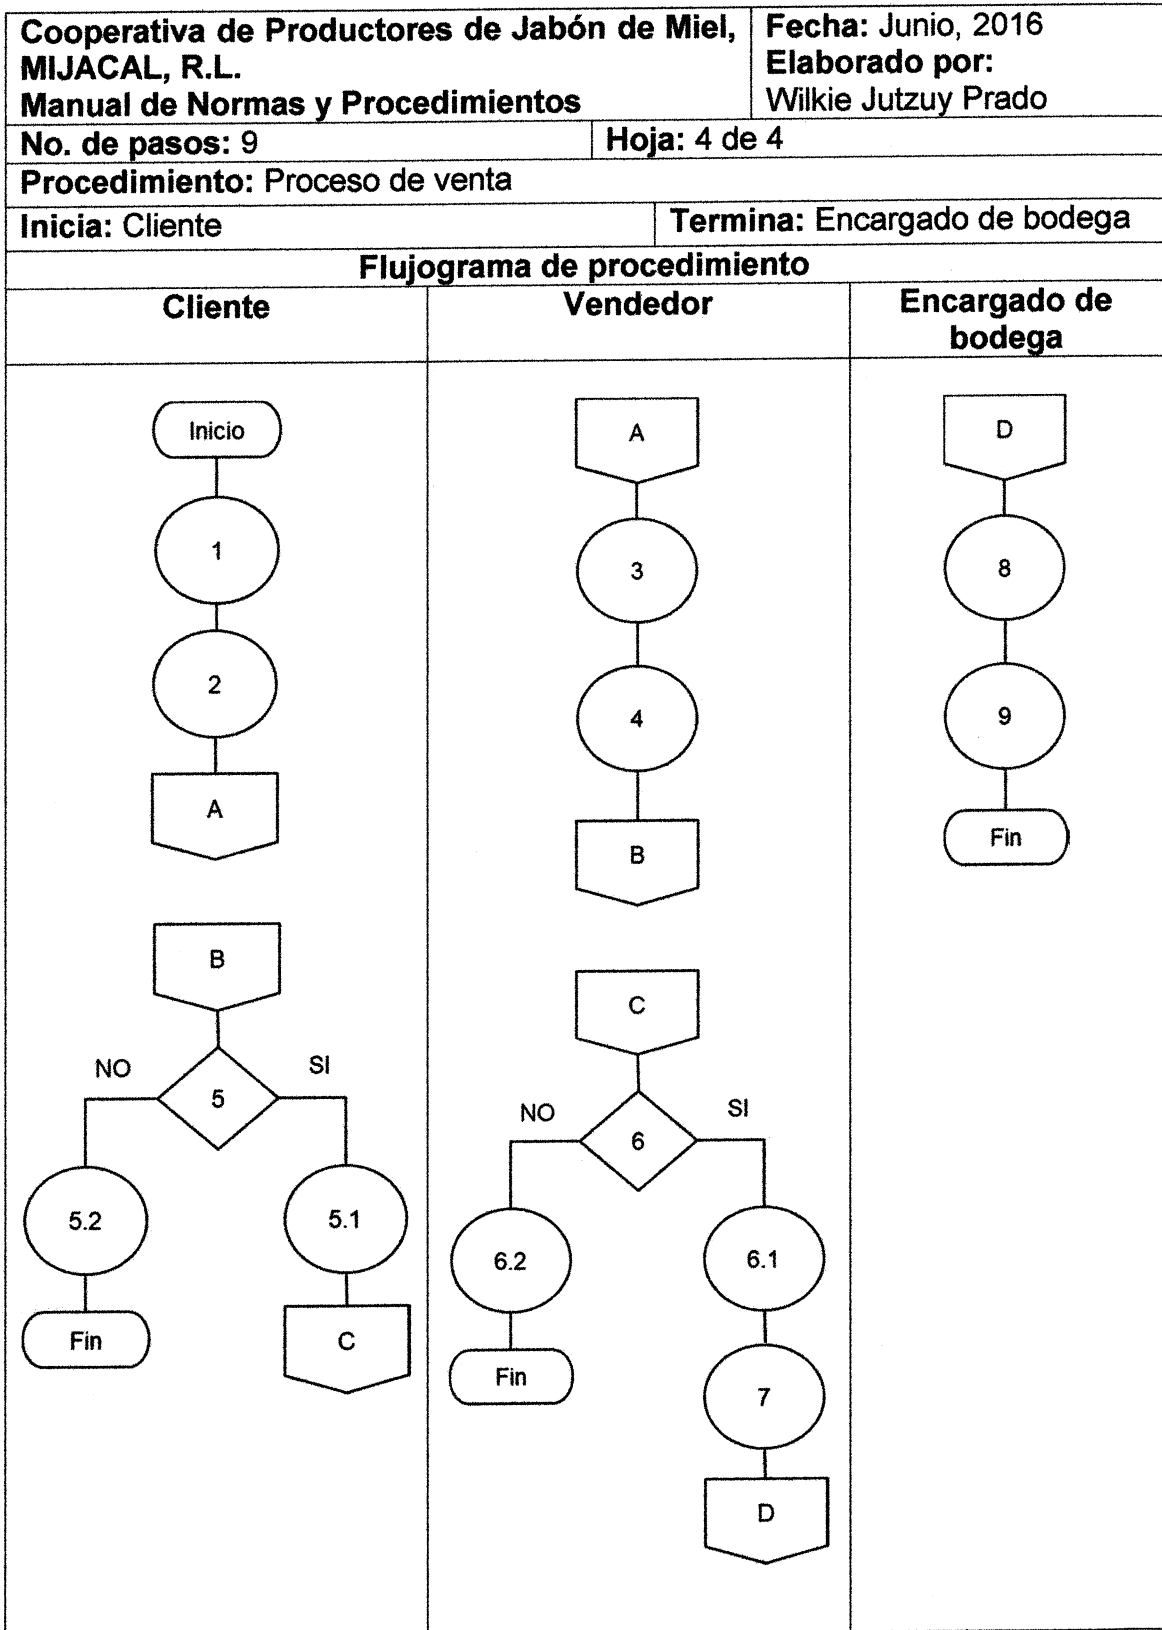 Cooperativa de Productores de Jabón de Miel,
MIJACAL, R.L.
Manual de Normas y Procedimientos
Fecha: Junio, 2016
Elaborado por:
Wilkie Jutzuy Prado
No. de pasos: 9
Hoja: 4 de 4
Procedimiento: Proceso de venta
Inicia: Cliente
Termina: Encargado de bodega
Flujograma de procedimiento
Cliente
Vendedor
Encargado de
bodega
Inicio
1
2
A
B
5
NO
SI
5.2
5.1
Fin
C
A
3
4
B
C
6
NO
SI
6.2
6.1
Fin
7
D
D
8
9
Fin